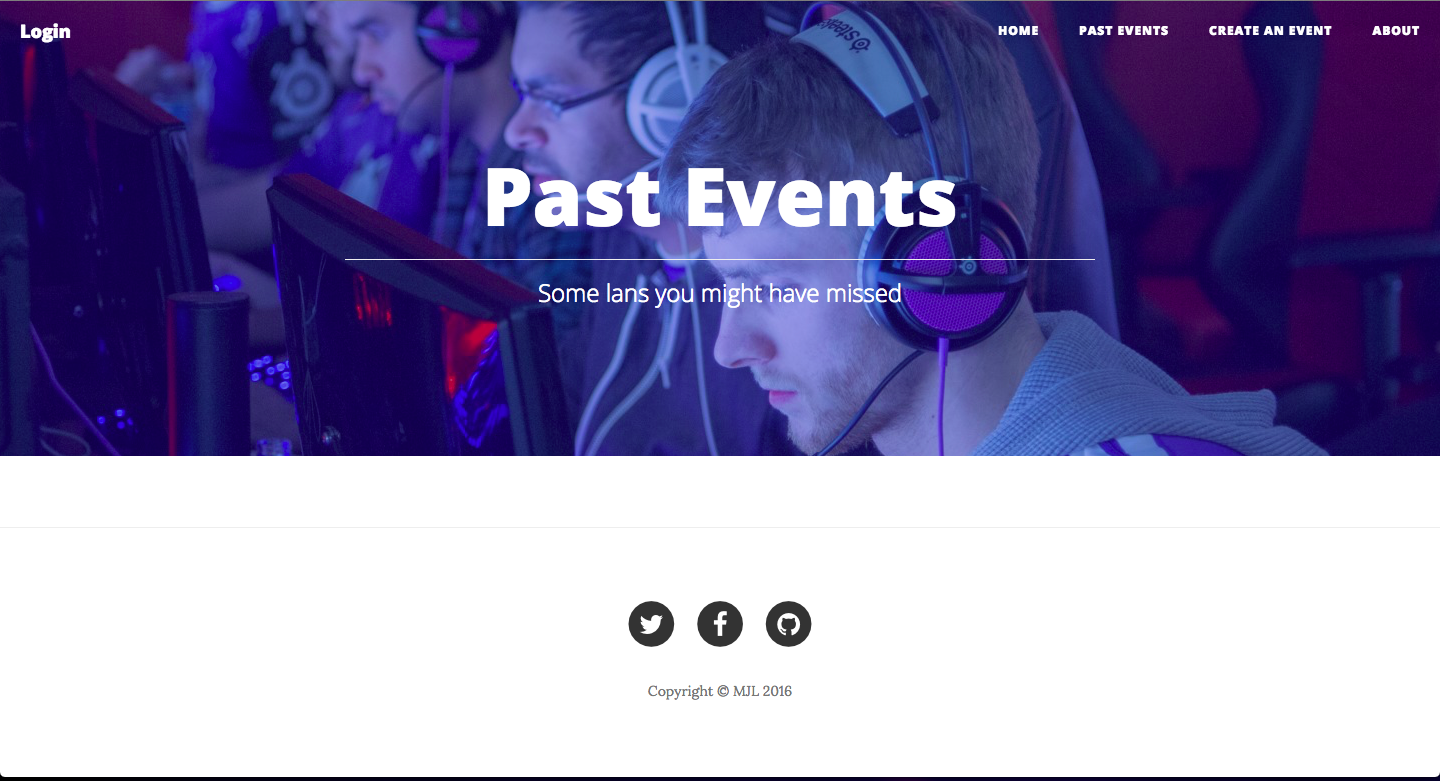 Login
HOME PAST EVENTS CREATE AN EVENT ABOUT
steelseries
Past Events
Some lans you might have missed
Copyright © MJL 2016